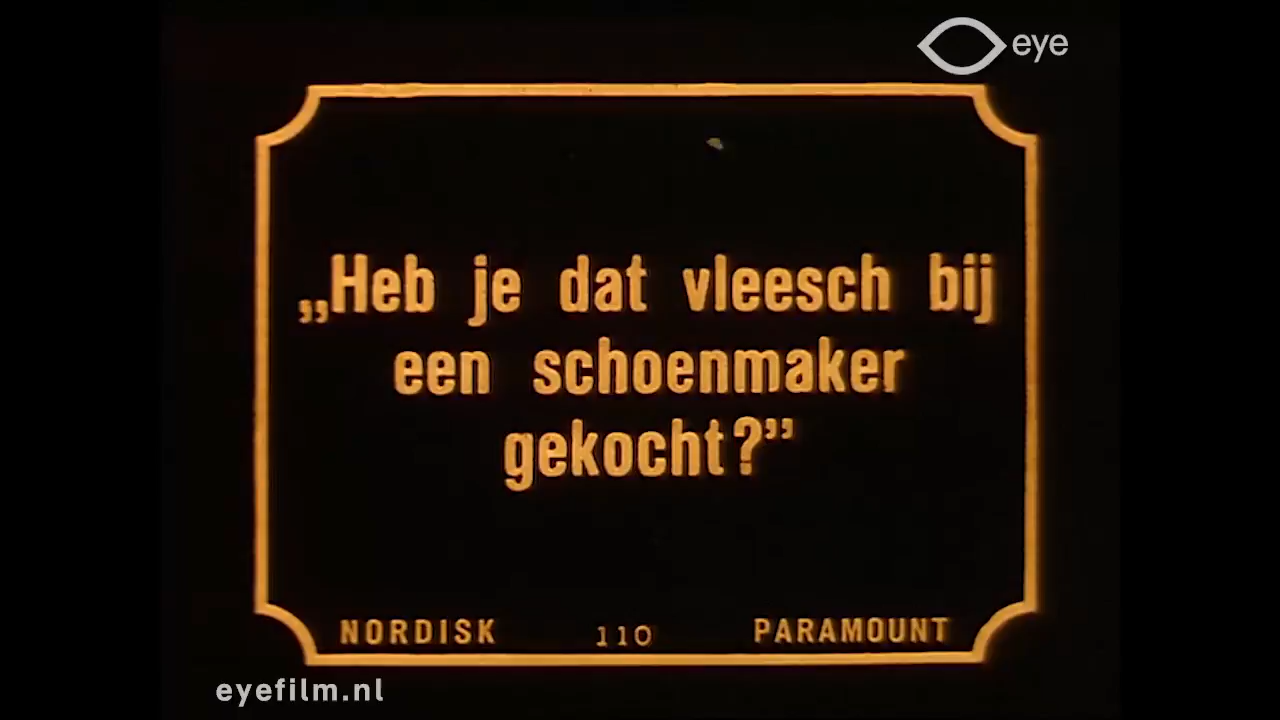 eye
„Heb je dat vleesch bij
een schoenmaker
gekocht?”
NORDISK 110 PARAMOUNT
eyefilm.nl